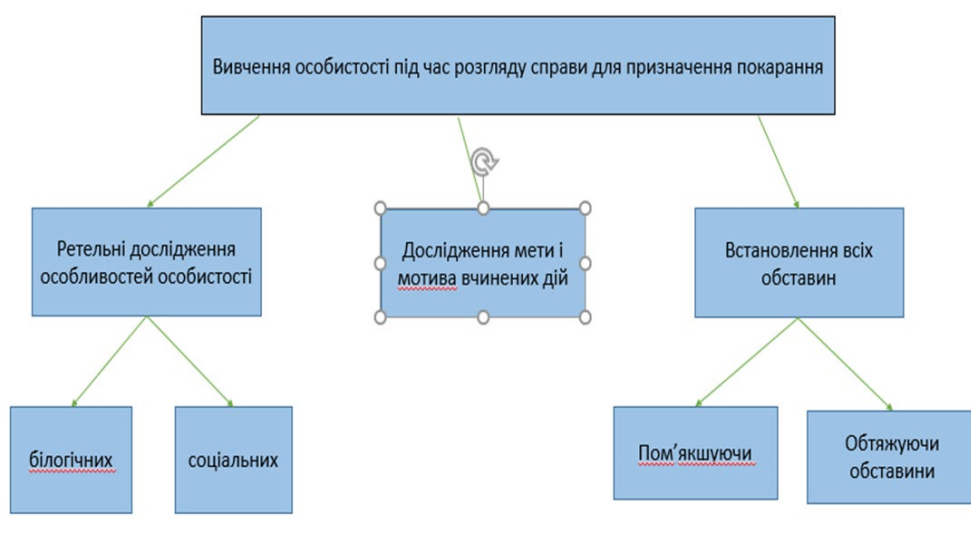 Вивчення особистості під час розгляду справи для призначення покарання
Ретельні дослідження
особливостей особистості
Дослідження мети і
мотива вчинених дій
Встановлення всіх
обставин
білогічних
соціальних
Пом’якшуючи
Обтяжуючи
обставини